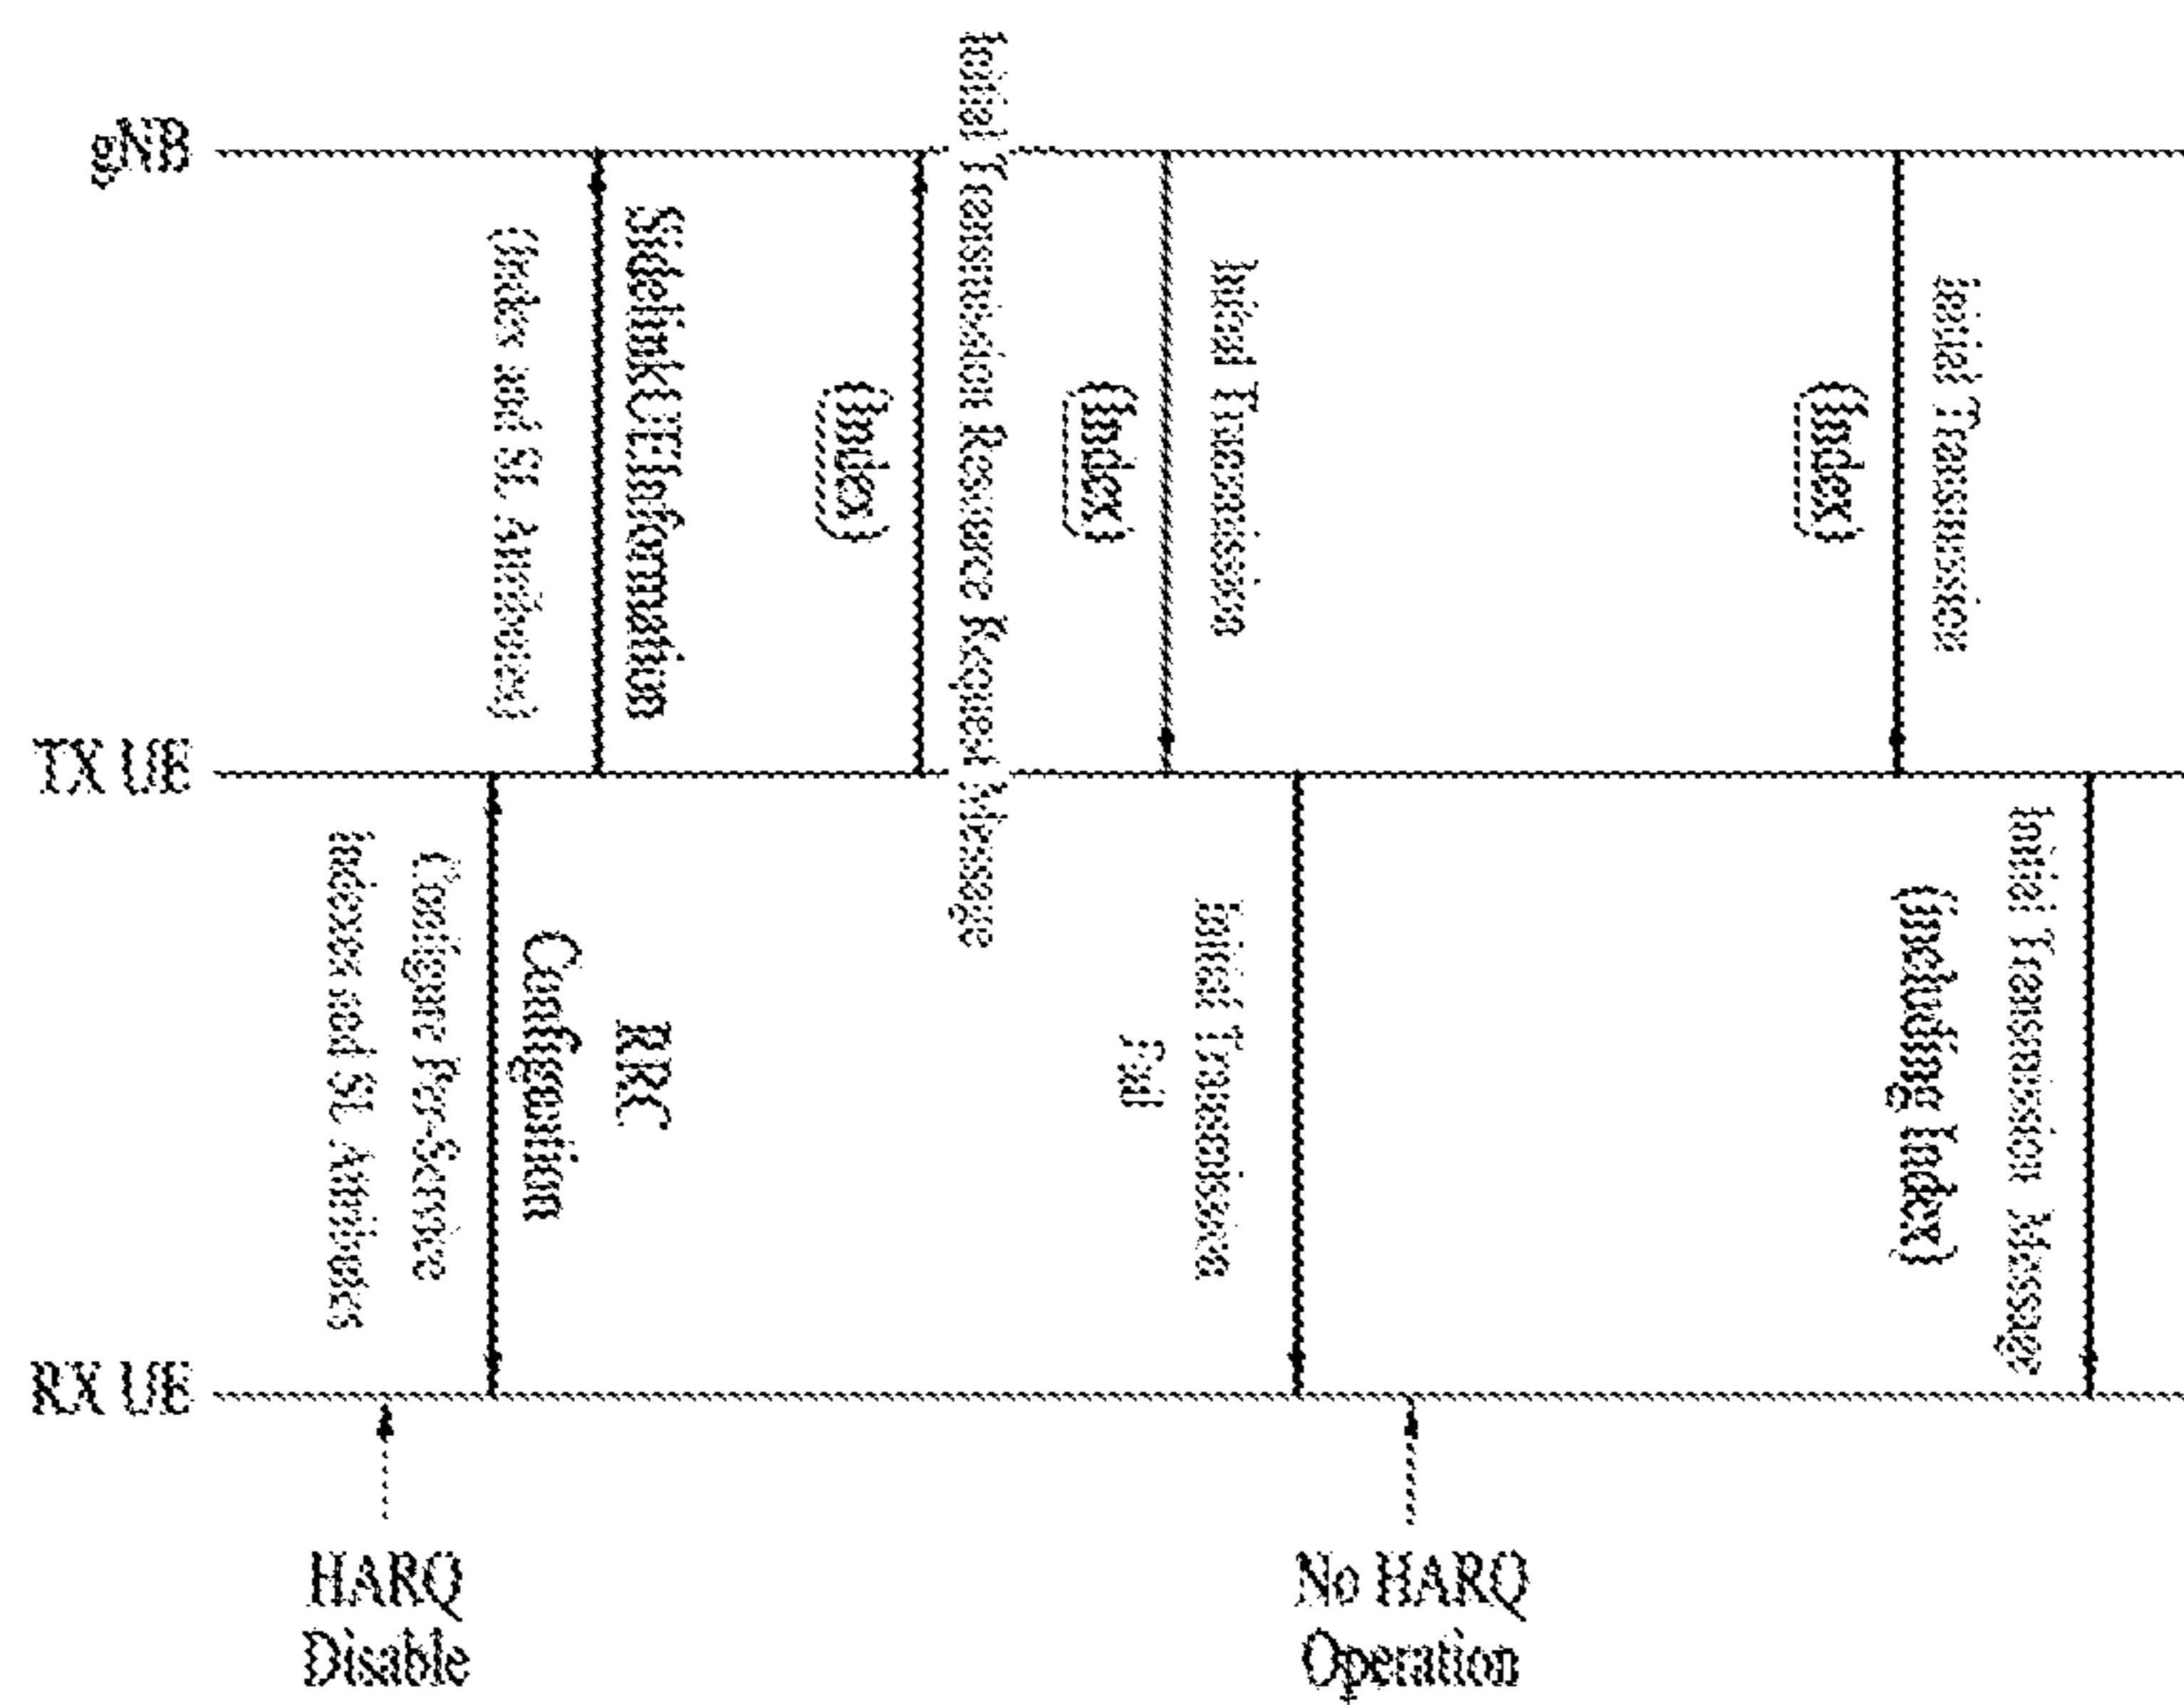 gNB
TX UE
RX UE
HARQ
Disable
Indexes and SL Attributes
Configure Per-Service
RRC
Configuration
SidelinkUEInformation
(Index and SL Attributes)
Initial Transmission Resource Request Message
(Index)
Initial Transmission
(Index)
Initial Transmission
No HARQ
Operation
Initial Transmission
(Index)
Initial Transmission Message
(including Index)